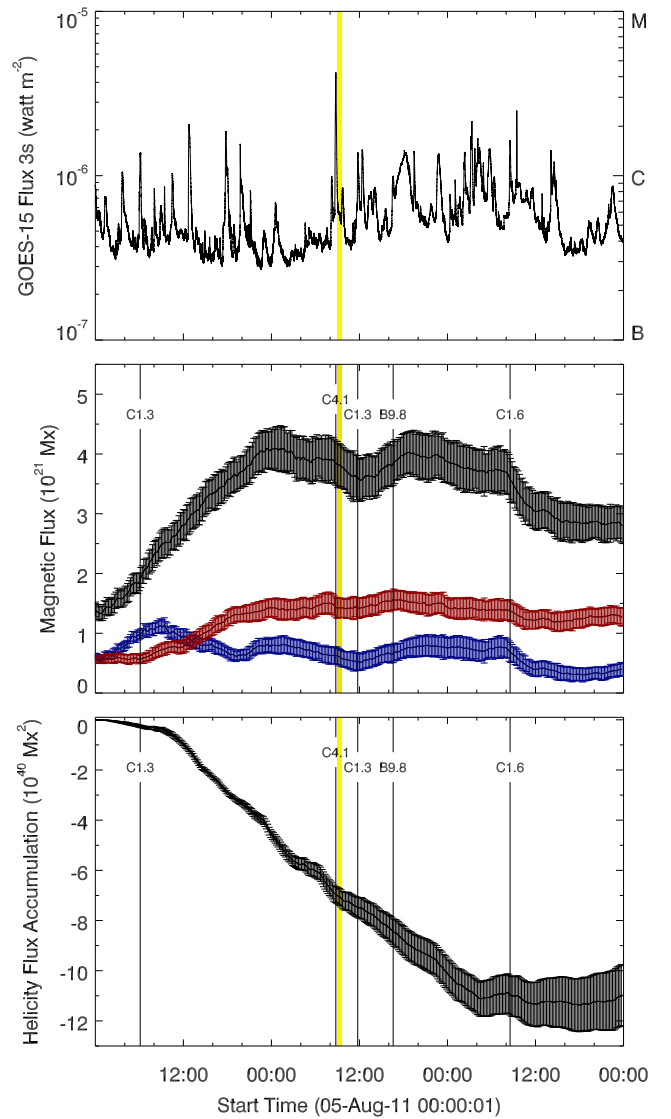 10⁻⁵
M
GOES-15 Flux 3s (watt m⁻²)
10⁻⁶
C
10⁻⁷
B
Magnetic Flux (10²¹ Mx)
5
4
3
2
1
0
C1.3
C4.1
C1.3
B9.8
C1.6
Helicity Flux Accumulation (10⁴⁰ Mx²)
0
-2
-4
-6
-8
-10
-12
C1.3
C4.1
C1.3
B9.8
C1.6
12:00 00:00 12:00 00:00 12:00 00:00
Start Time (05-Aug-11 00:00:01)